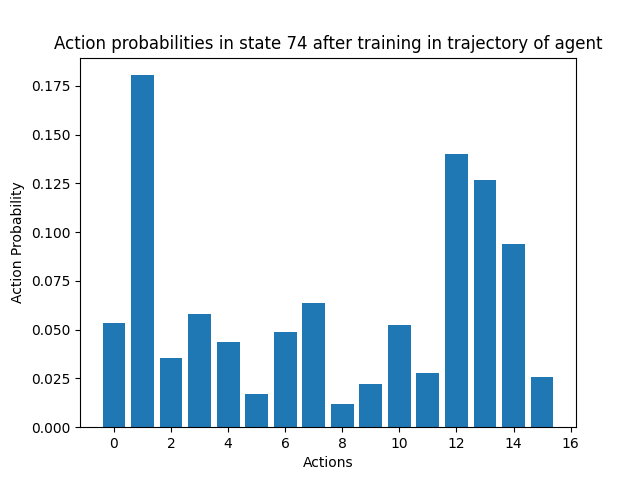 Action probabilities in state 74 after training in trajectory of agent
Action Probability
0.175
0.150
0.125
0.100
0.075
0.050
0.025
0.000
0 2 4 6 8 10 12 14 16
Actions